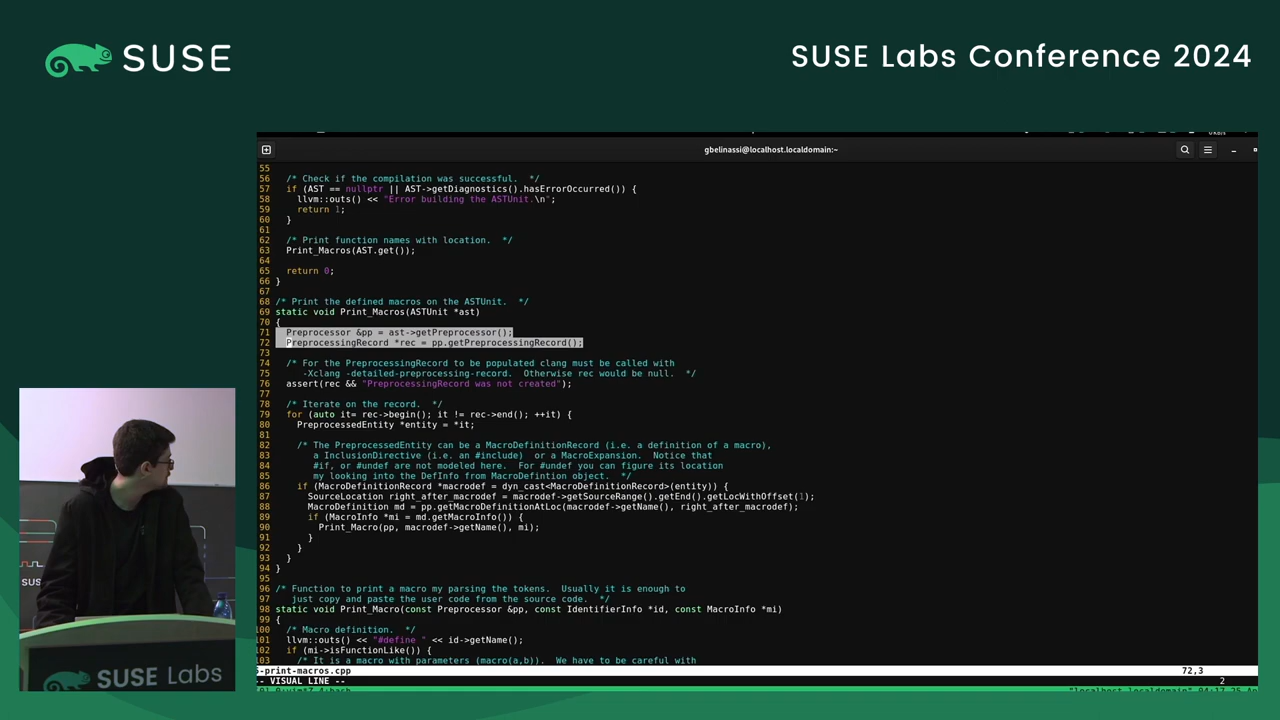 SUSE
SUSE Labs Conference 2024
gbelinassi@localhost.localdomain:~
55
56 /* Check if the compilation was successful.  */
57 if (AST == nullptr || AST->getDiagnostics().hasErrorOccurred()) {
58 llvm::outs() << "Error building the ASTUnit.\n";
59 return 1;
60 }
61
62 /* Print function names with location.  */
63 Print_Macros(AST.get());
64
65 return 0;
66 }
67
68 /* Print the defined macros on the ASTUnit.  */
69 static void Print_Macros(ASTUnit *ast)
70 {
71 Preprocessor &pp = ast->getPreprocessor();
72 PreprocessingRecord *rec = pp.getPreprocessingRecord();
73
74 /* For the PreprocessingRecord to be populated clang must be called with
75 -Xclang -detailed-preprocessing-record.  Otherwise rec would be null.  */
76 assert(rec && "PreprocessingRecord was not created");
77
78 /* Iterate on the record.  */
79 for (auto it= rec->begin(); it != rec->end(); ++it) {
80 PreprocessedEntity *entity = *it;
81
82 /* The PreprocessedEntity can be a MacroDefinitionRecord (i.e. a definition of a macro),
83 a InclusionDirective (i.e. an #include)  or a MacroExpansion.  Notice that
84 #if, or #undef are not modeled here.  For #undef you can figure its location
85 my looking into the DefInfo from MacroDefintion object.  */
86 if (MacroDefinitionRecord *macrodef = dyn_cast<MacroDefinitionRecord>(entity)) {
87 SourceLocation right_after_macrodef = macrodef->getSourceRange().getEnd().getLocWithOffset(1);
88 MacroDefinition md = pp.getMacroDefinitionAtLoc(macrodef->getName(), right_after_macrodef);
89 if (MacroInfo *mi = md.getMacroInfo()) {
90 Print_Macro(pp, macrodef->getName(), mi);
91 }
92 }
93 }
94 }
95
96 /* Function to print a macro my parsing the tokens.  Usually it is enough to
97 just copy and paste the user code from the source code.  */
98 static void Print_Macro(const Preprocessor &pp, const IdentifierInfo *id, const MacroInfo *mi)
99 {
100 /* Macro definition.  */
101 llvm::outs() << "#define " << id->getName();
102 if (mi->isFunctionLike()) {
103 /* It is a macro with parameters (macro(a,b)).  We have to be careful with
-print-macros.cpp 72,3
-- VISUAL LINE -- 2
SUS
SUSE Labs